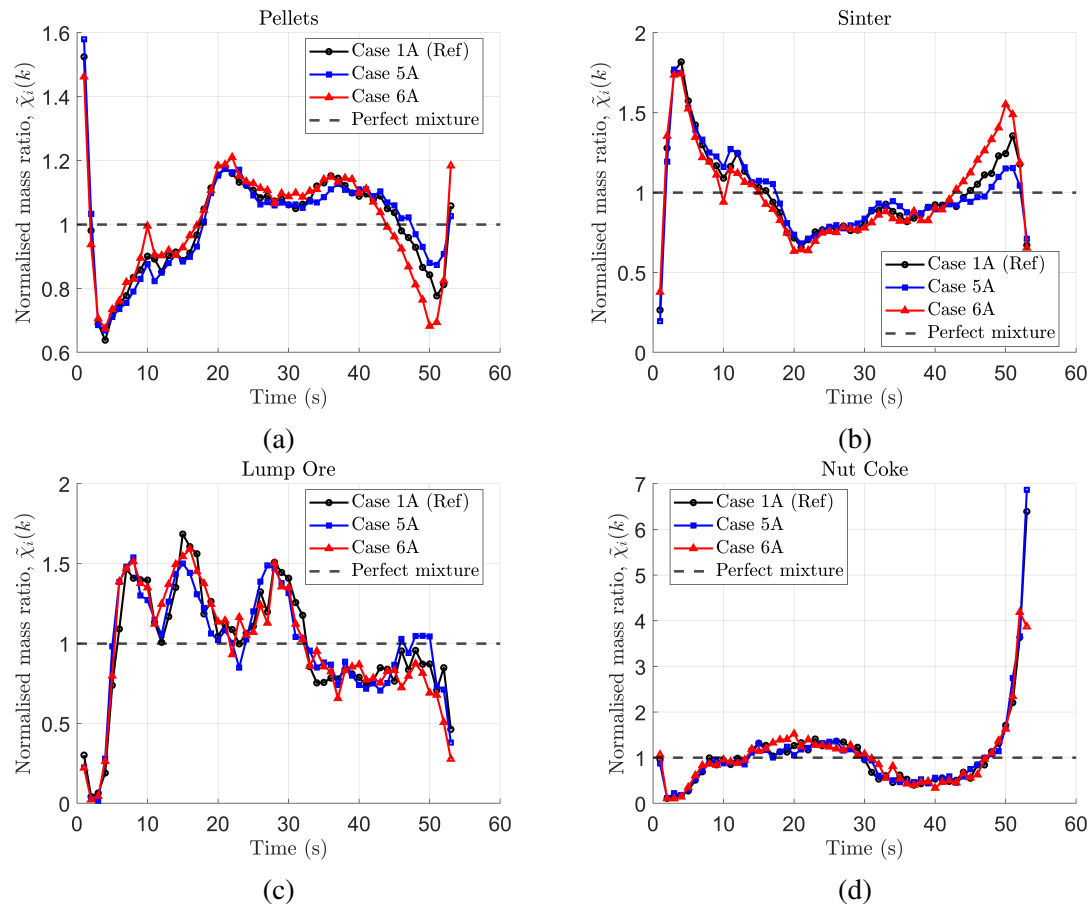 Pellets
Normalised mass ratio, χ̃ᵢ(k)
1.6
1.4
1.2
1
0.8
0.6
Case 1A (Ref)
Case 5A
Case 6A
Perfect mixture
0 10 20 30 40 50 60
Time (s)
(a)
Sinter
Normalised mass ratio, χ̃ᵢ(k)
2
1.5
1
0.5
0
Case 1A (Ref)
Case 5A
Case 6A
Perfect mixture
0 10 20 30 40 50 60
Time (s)
(b)
Lump Ore
Normalised mass ratio, χ̃ᵢ(k)
2
1.5
1
0.5
0
Case 1A (Ref)
Case 5A
Case 6A
Perfect mixture
0 10 20 30 40 50 60
Time (s)
(c)
Nut Coke
Normalised mass ratio, χ̃ᵢ(k)
7
6
5
4
3
2
1
0
Case 1A (Ref)
Case 5A
Case 6A
Perfect mixture
0 10 20 30 40 50 60
Time (s)
(d)